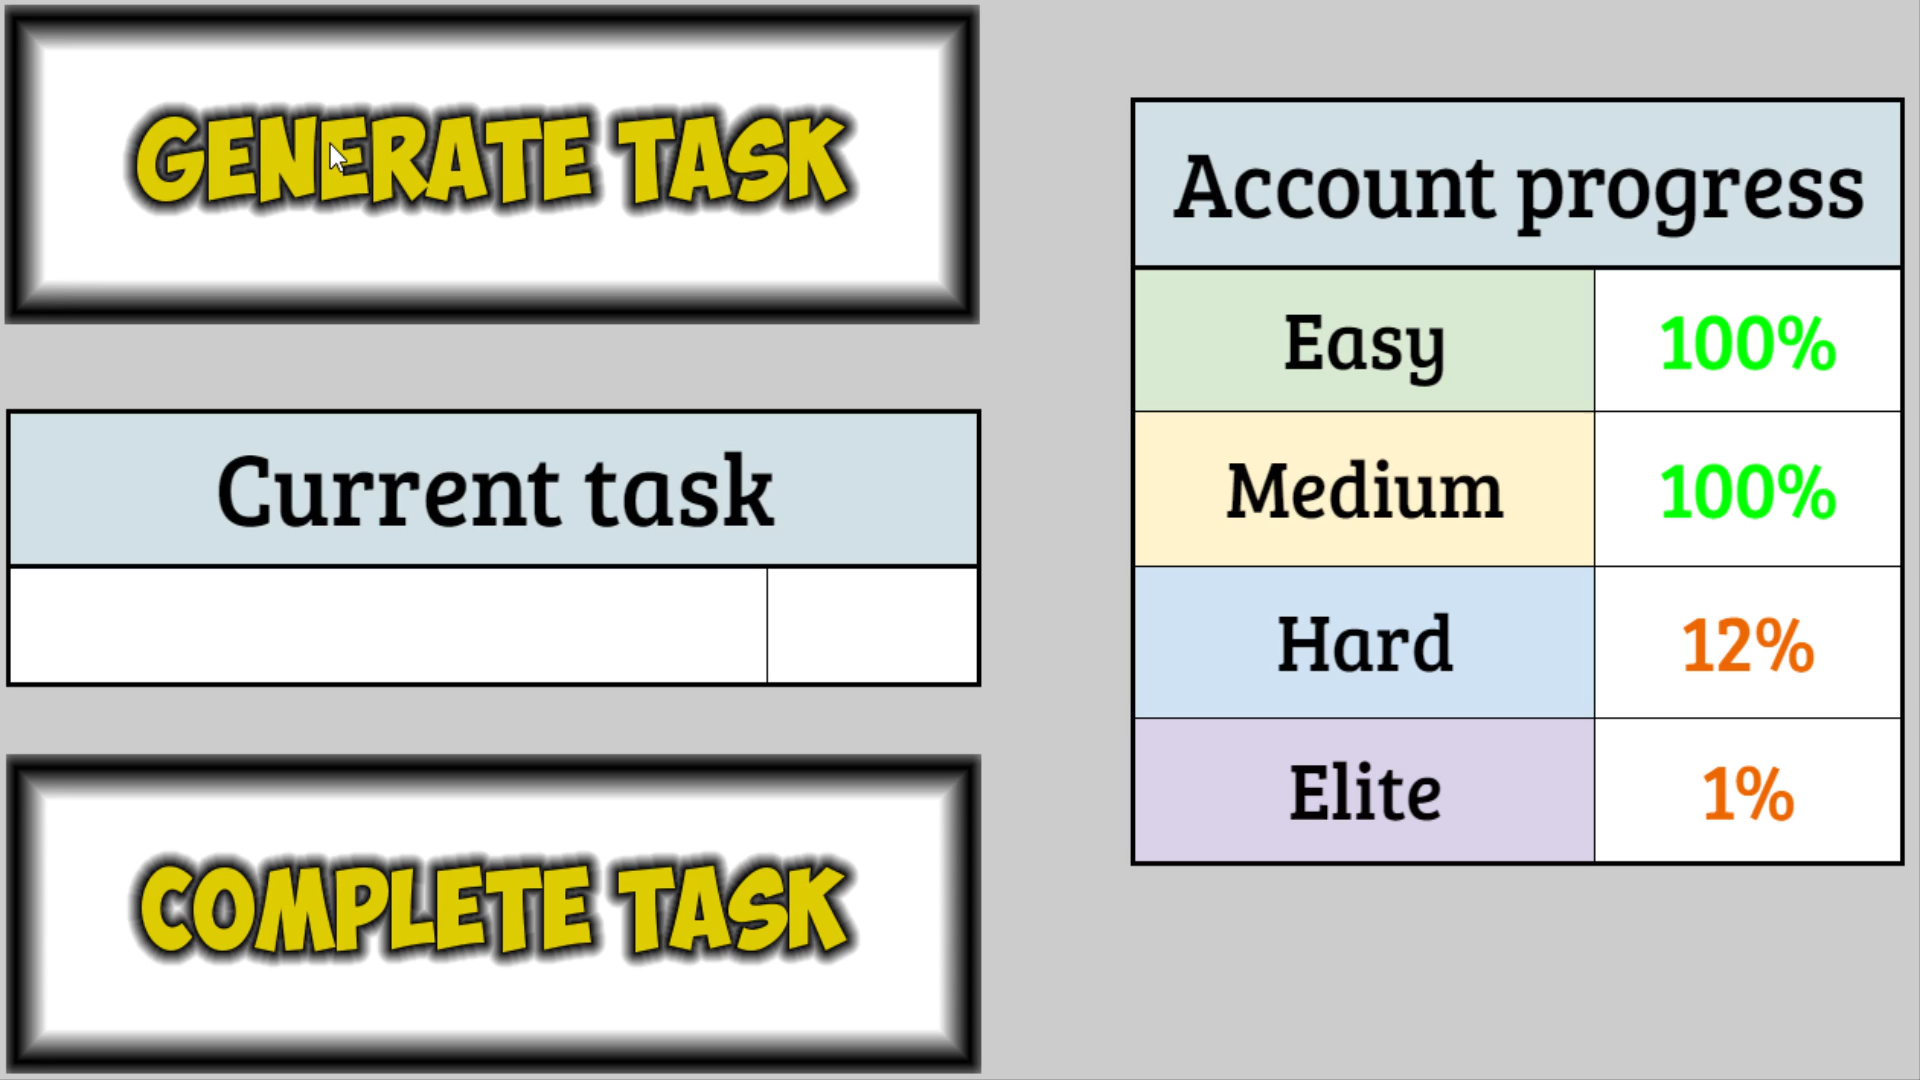 GENERATE TASK
Current task
COMPLETE TASK
Account progress
Easy 100%
Medium 100%
Hard 12%
Elite 1%